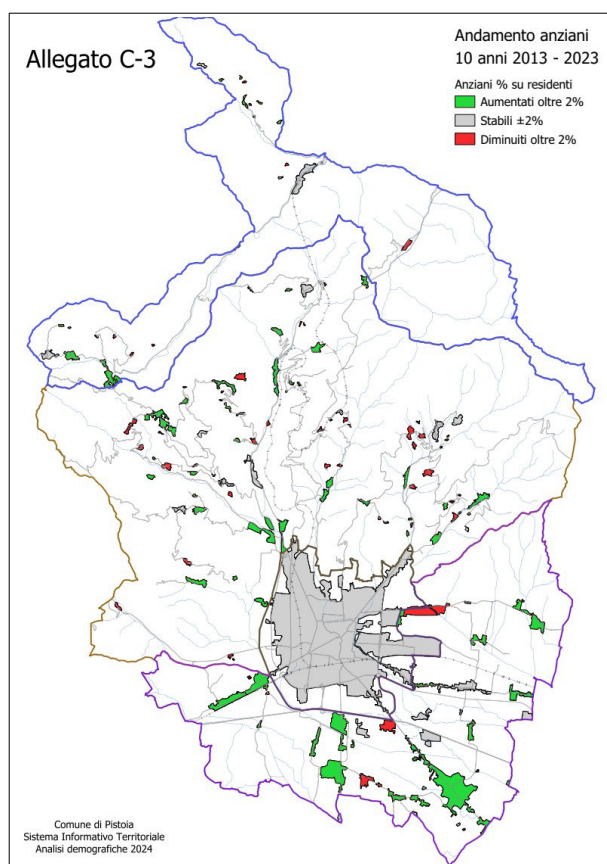 Allegato C-3
Andamento anziani
10 anni 2013 - 2023
Anziani % su residenti
Aumentati oltre 2%
Stabili ±2%
Diminuiti oltre 2%
Comune di Pistoia
Sistema Informativo Territoriale
Analisi demografiche 2024